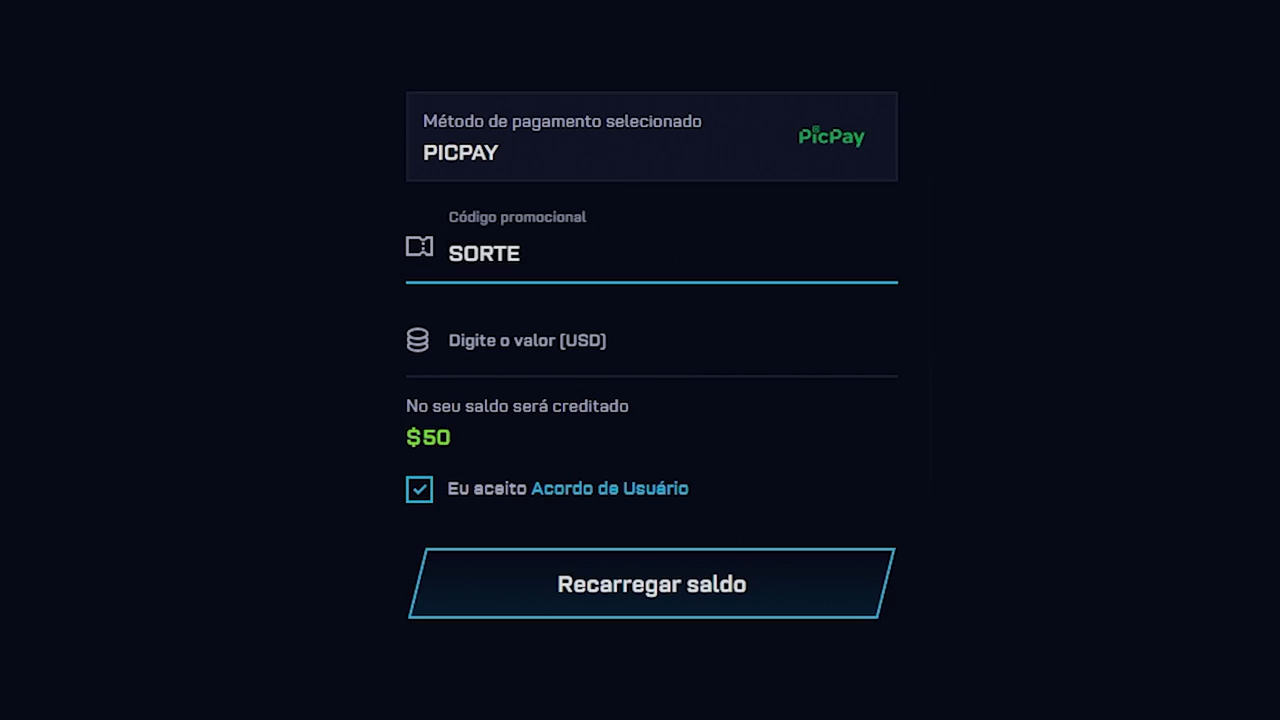 Método de pagamento selecionado
PICPAY
PicPay
Código promocional
SORTE
Digite o valor (USD)
No seu saldo será creditado
$50
Eu aceito Acordo de Usuário
Recarregar saldo